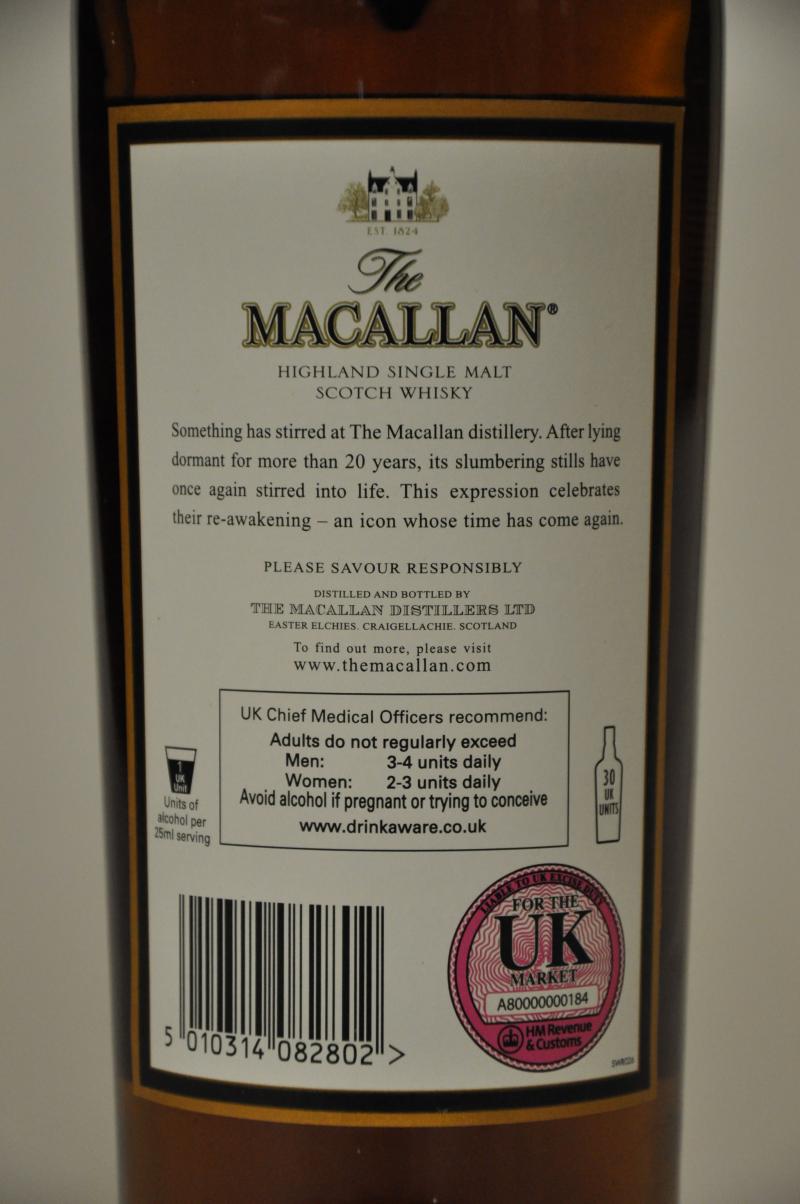 EST. 1824
The
MACALLAN®
HIGHLAND SINGLE MALT
SCOTCH WHISKY
Something has stirred at The Macallan distillery. After lying
dormant for more than 20 years, its slumbering stills have
once again stirred into life. This expression celebrates
their re-awakening – an icon whose time has come again.
PLEASE SAVOUR RESPONSIBLY
DISTILLED AND BOTTLED BY
THE MACALLAN DISTILLERS LTD
EASTER ELCHIES. CRAIGELLACHIE. SCOTLAND
To find out more, please visit
www.themacallan.com
UK Chief Medical Officers recommend:
Adults do not regularly exceed
Men: 3-4 units daily
Women: 2-3 units daily
Avoid alcohol if pregnant or trying to conceive
www.drinkaware.co.uk
1
UK
Unit
Units of
alcohol per
25ml serving
30
UK
UNITS
LIABLE TO UK EXCISE DUTY
FOR THE
UK
MARKET
A80000000184
HM Revenue
& Customs
5 010314 082802 >